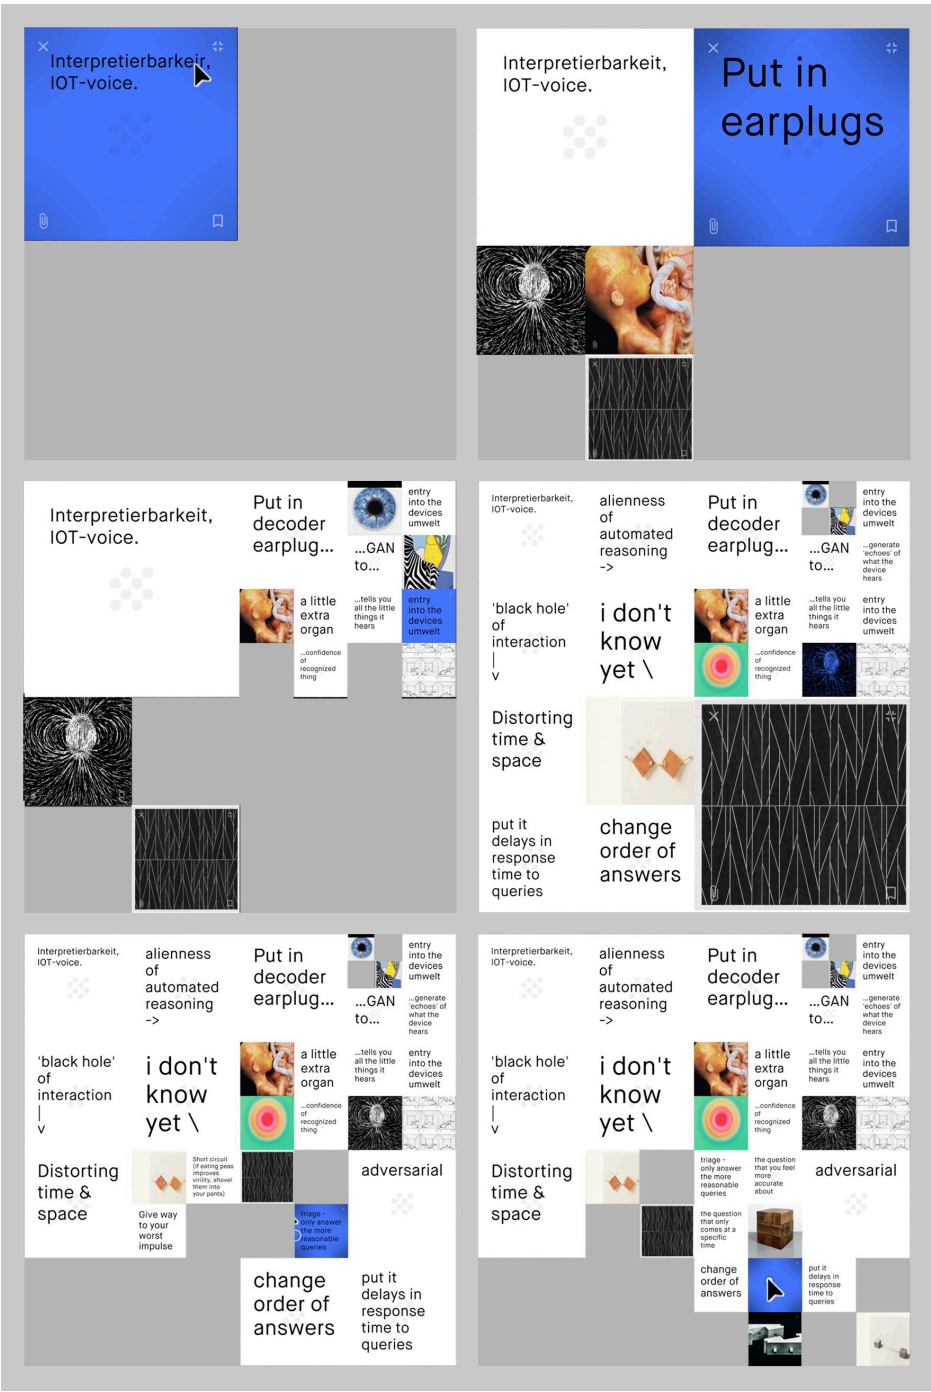 Interpretierbarkeir,
IOT-voice.
Interpretierbarkeit,
IOT-voice.
Put in
earplugs
Interpretierbarkeit,
IOT-voice.
Put in
decoder
earplug...
entry
into the
devices
umwelt
...GAN
to...
a little
extra
organ
...tells you
all the little
things it
hears
entry
into the
devices
umwelt
...confidence
of
recognized
thing
Interpretierbarkeit,
IOT-voice.
alienness
of
automated
reasoning
->
Put in
decoder
earplug...
entry
into the
devices
umwelt
...GAN
to...
...generate
'echoes' of
what the
device
hears
'black hole'
of
interaction
|
v
i don't
know
yet \
a little
extra
organ
...tells you
all the little
things it
hears
entry
into the
devices
umwelt
...confidence
of
recognized
thing
Distorting
time &
space
put it
delays in
response
time to
queries
change
order of
answers
Interpretierbarkeit,
IOT-voice.
alienness
of
automated
reasoning
->
Put in
decoder
earplug...
entry
into the
devices
umwelt
...GAN
to...
...generate
'echoes' of
what the
device
hears
'black hole'
of
interaction
|
v
i don't
know
yet \
a little
extra
organ
...tells you
all the little
things it
hears
entry
into the
devices
umwelt
...confidence
of
recognized
thing
Distorting
time &
space
Short circuit
(If eating peas
improves
virility, shovel
them into
your pants)
adversarial
Give way
to your
worst
impulse
triage -
only answer
the more
reasonable
queries
change
order of
answers
put it
delays in
response
time to
queries
Interpretierbarkeit,
IOT-voice.
alienness
of
automated
reasoning
->
Put in
decoder
earplug...
entry
into the
devices
umwelt
...GAN
to...
...generate
'echoes' of
what the
device
hears
'black hole'
of
interaction
|
v
i don't
know
yet \
a little
extra
organ
...tells you
all the little
things it
hears
entry
into the
devices
umwelt
...confidence
of
recognized
thing
Distorting
time &
space
triage -
only answer
the more
reasonable
queries
the question
that you feel
more
accurate
about
adversarial
the question
that only
comes at a
specific
time
change
order of
answers
put it
delays in
response
time to
queries